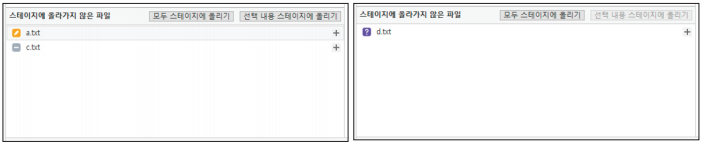 스테이지에 올라가지 않은 파일 모두 스테이지에 올리기 선택 내용 스테이지에 올리기
a.txt +
c.txt +
스테이지에 올라가지 않은 파일 모두 스테이지에 올리기 선택 내용 스테이지에 올리기
? d.txt +